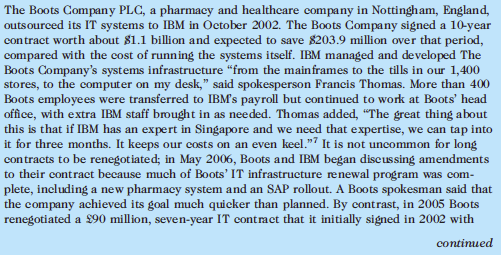 The Boots Company PLC, a pharmacy and healthcare company in Nottingham, England,
outsourced its IT systems to IBM in October 2002. The Boots Company signed a 10-year
contract worth about $1.1 billion and expected to save $203.9 million over that period,
compared with the cost of running the systems itself. IBM managed and developed The
Boots Company's systems infrastructure “from the mainframes to the tills in our 1,400
stores, to the computer on my desk,” said spokesperson Francis Thomas. More than 400
Boots employees were transferred to IBM's payroll but continued to work at Boots' head
office, with extra IBM staff brought in as needed. Thomas added, “The great thing about
this is that if IBM has an expert in Singapore and we need that expertise, we can tap into
it for three months. It keeps our costs on an even keel.”7 It is not uncommon for long
contracts to be renegotiated; in May 2006, Boots and IBM began discussing amendments
to their contract because much of Boots' IT infrastructure renewal program was com-
plete, including a new pharmacy system and an SAP rollout. A Boots spokesman said that
the company achieved its goal much quicker than planned. By contrast, in 2005 Boots
renegotiated a £90 million, seven-year IT contract that it initially signed in 2002 with
continued